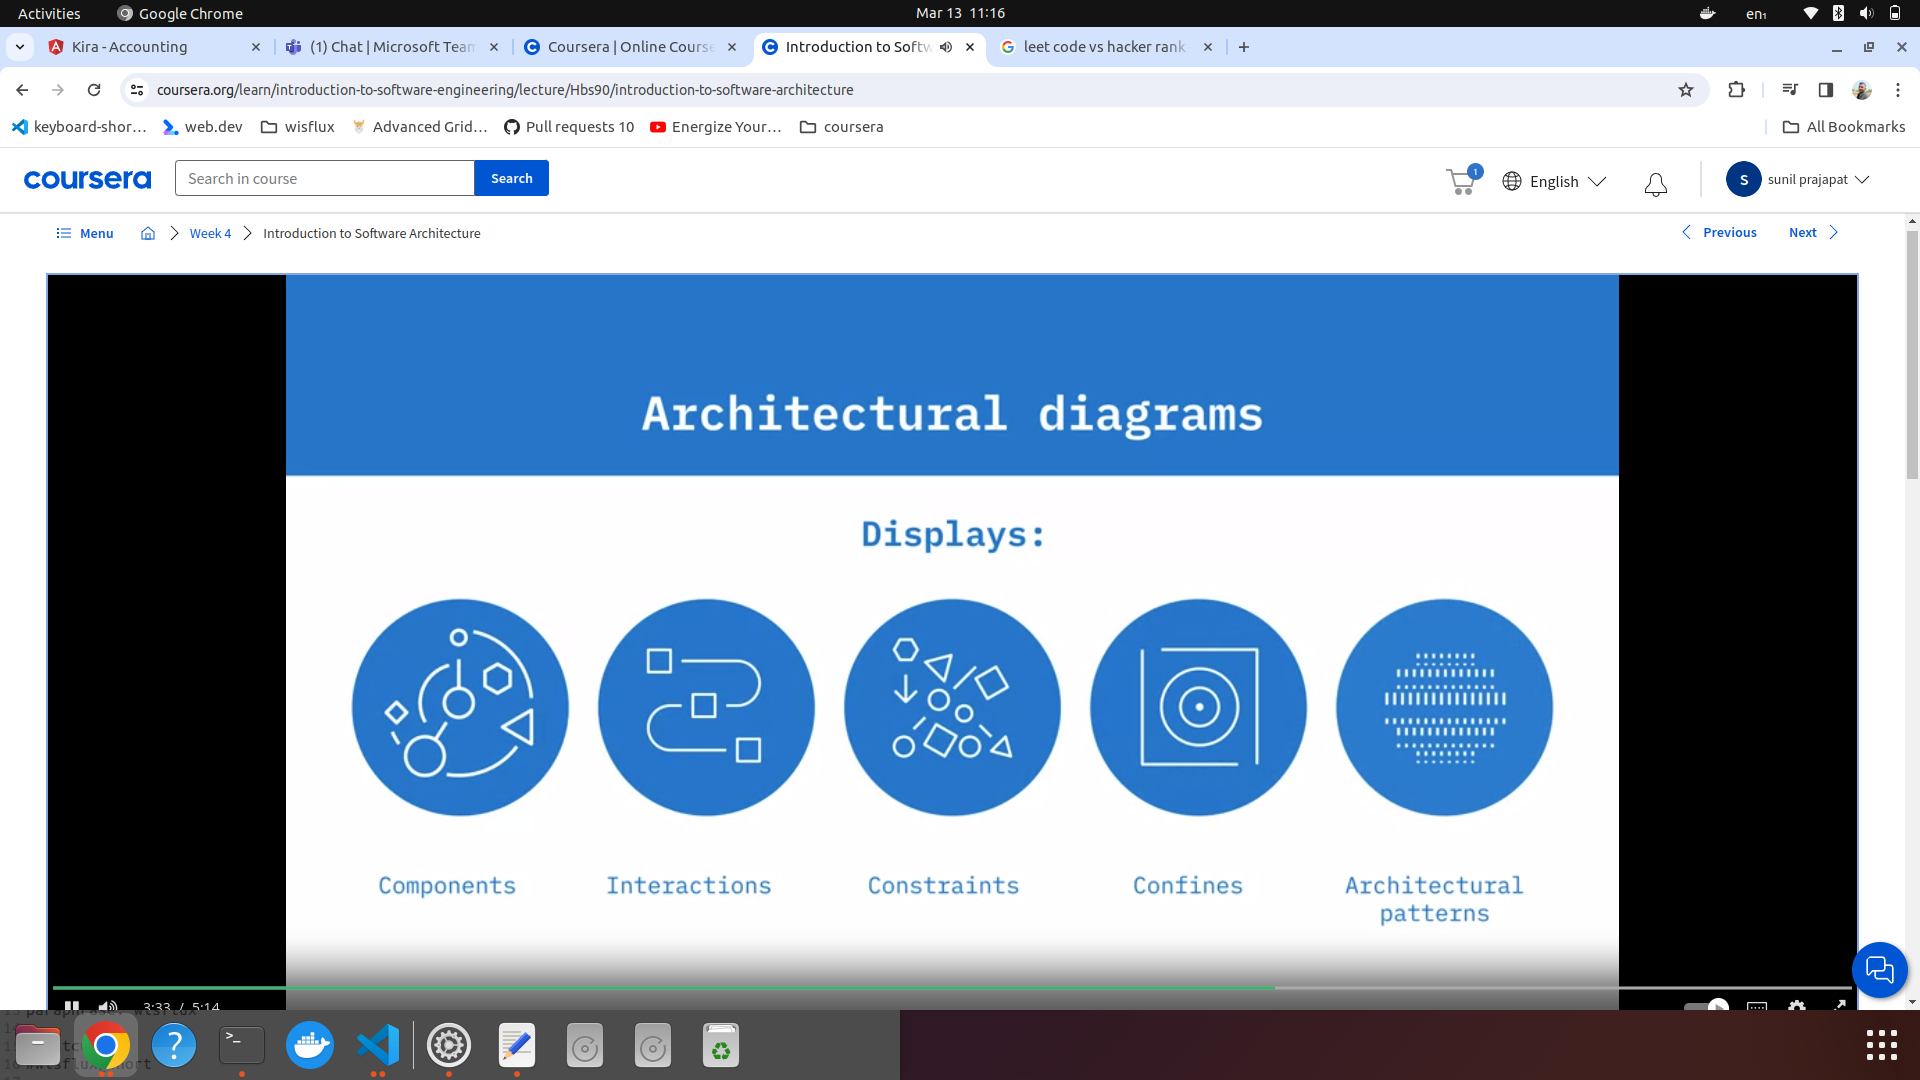 Activities Google Chrome Mar 13 11:16 en₁
Kira - Accounting (1) Chat | Microsoft Team Coursera | Online Course Introduction to Softw leet code vs hacker rank
coursera.org/learn/introduction-to-software-engineering/lecture/Hbs90/introduction-to-software-architecture
keyboard-shor... web.dev wisflux Advanced Grid... Pull requests 10 Energize Your... coursera All Bookmarks
coursera Search in course Search 1 English S sunil prajapat
Menu Week 4 Introduction to Software Architecture Previous Next
Architectural diagrams
Displays:
Components Interactions Constraints Confines Architectural
patterns
3:33 / 5:14